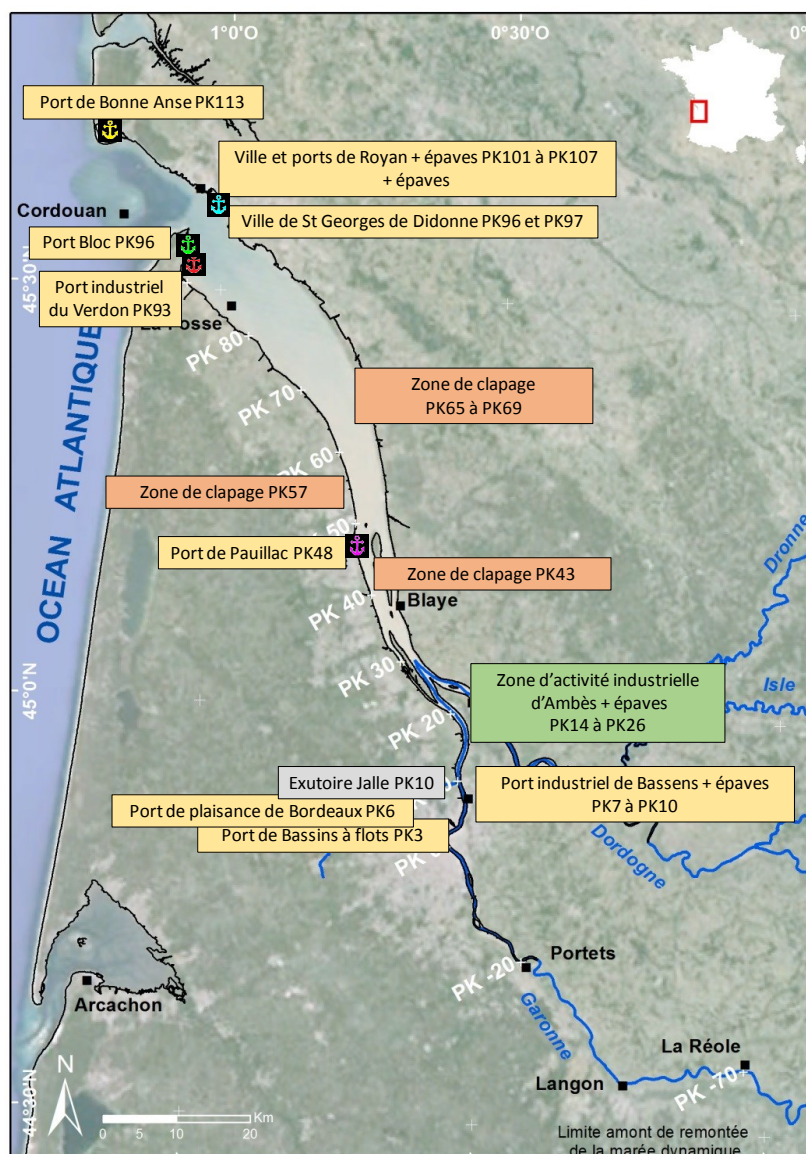 1°0'O
0°30'O
0°
Port de Bonne Anse PK113
Ville et ports de Royan + épaves PK101 à PK107
+ épaves
Cordouan
Ville de St Georges de Didonne PK96 et PK97
Port Bloc PK96
45°30'N
Port industriel
du Verdon PK93
OCEAN ATLANTIQUE
PK 80
Zone de clapage
PK65 à PK69
PK 70
PK 60
Zone de clapage PK57
50
Port de Pauillac PK48
Zone de clapage PK43
Dronne
PK 40
Blaye
PK 30
45°0'N
Zone d'activité industrielle
d'Ambès + épaves
PK14 à PK26
Isle
PK 20
Exutoire Jalle PK10
Port industriel de Bassens + épaves
PK7 à PK10
Port de plaisance de Bordeaux PK6
Port de Bassins à flots PK3
Dordogne
Portets
PK -20
Arcachon
Garonne
La Réole
PK -70
Langon
44°30'N
N
Km
0 10 20
Limite amont de remontée
de la marée dynamique